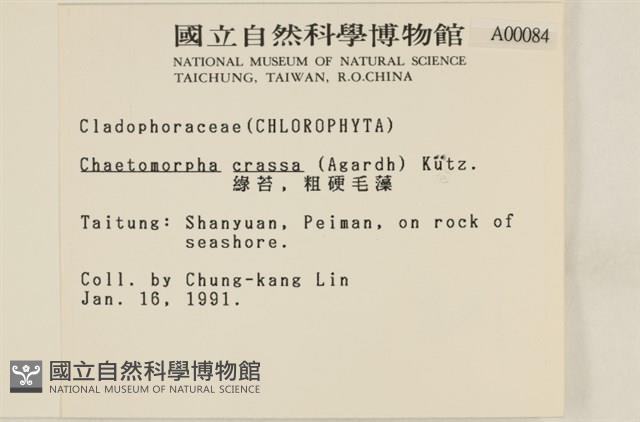 國立自然科學博物館
A00084
NATIONAL MUSEUM OF NATURAL SCIENCE
TAICHUNG, TAIWAN, R.O.CHINA
Cladophoraceae(CHLOROPHYTA)
Chaetomorpha crassa (Agardh) Kütz.
綠苔, 粗硬毛藻
Taitung: Shanyuan, Peiman, on rock of
seashore.
Coll. by Chung-kang Lin
Jan. 16, 1991.
國立自然科學博物館
NATIONAL MUSEUM OF NATURAL SCIENCE